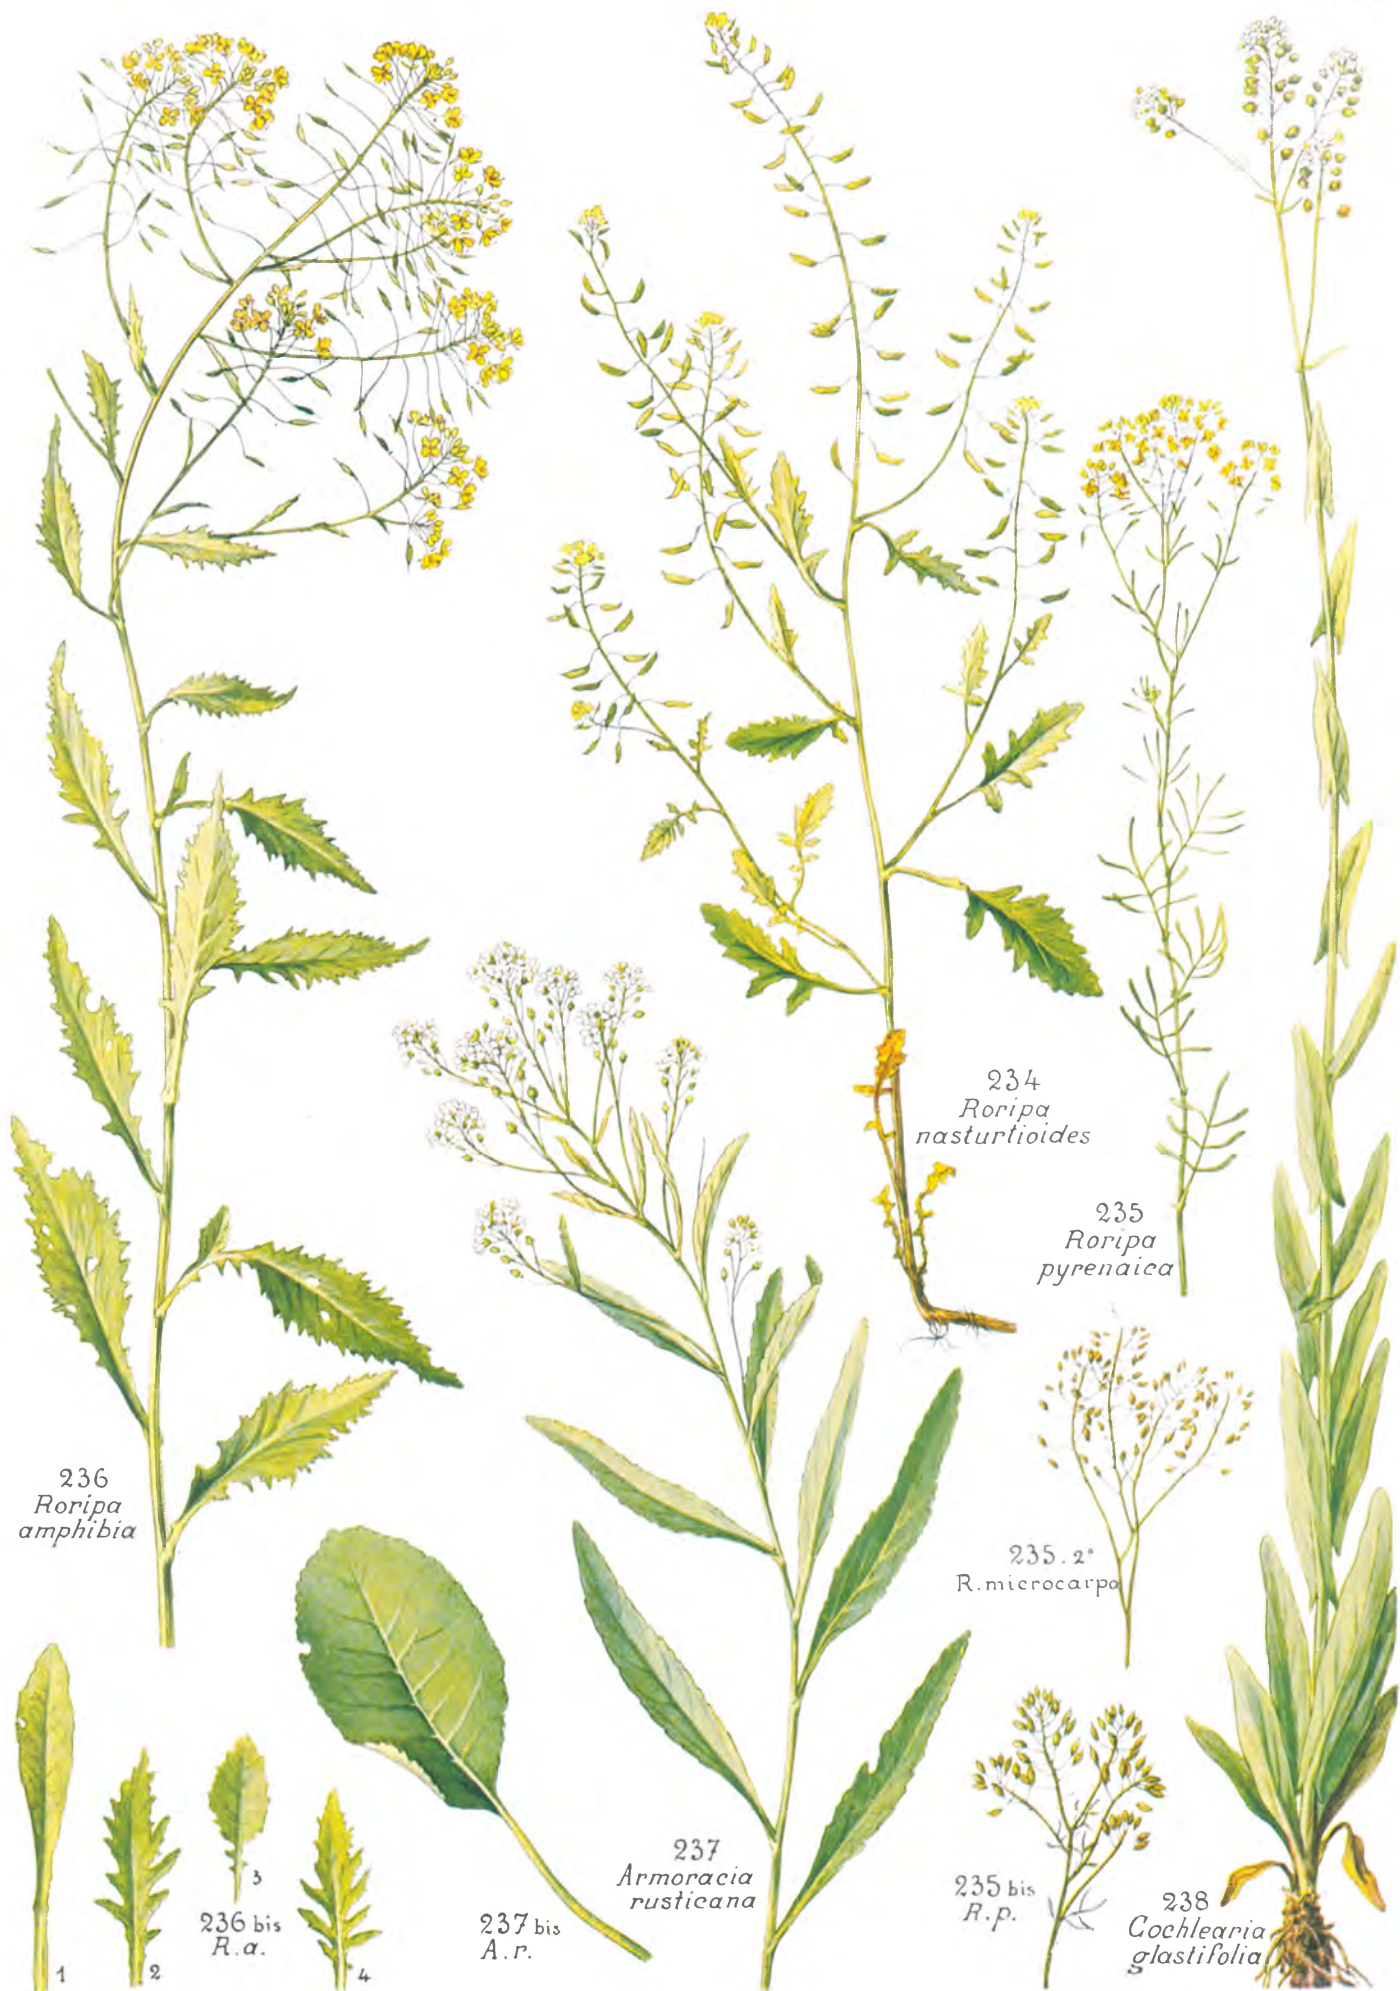 234
Roripa
nasturtioides
235
Roripa
pyrenaica
236
Roripa
amphibia
235.2°
R. microcarpa
237
Armoracia
rusticana
235 bis
R.p.
238
Cochlearia
glastifolia
3
236 bis
R.a.
237 bis
A.r.
1
2
4